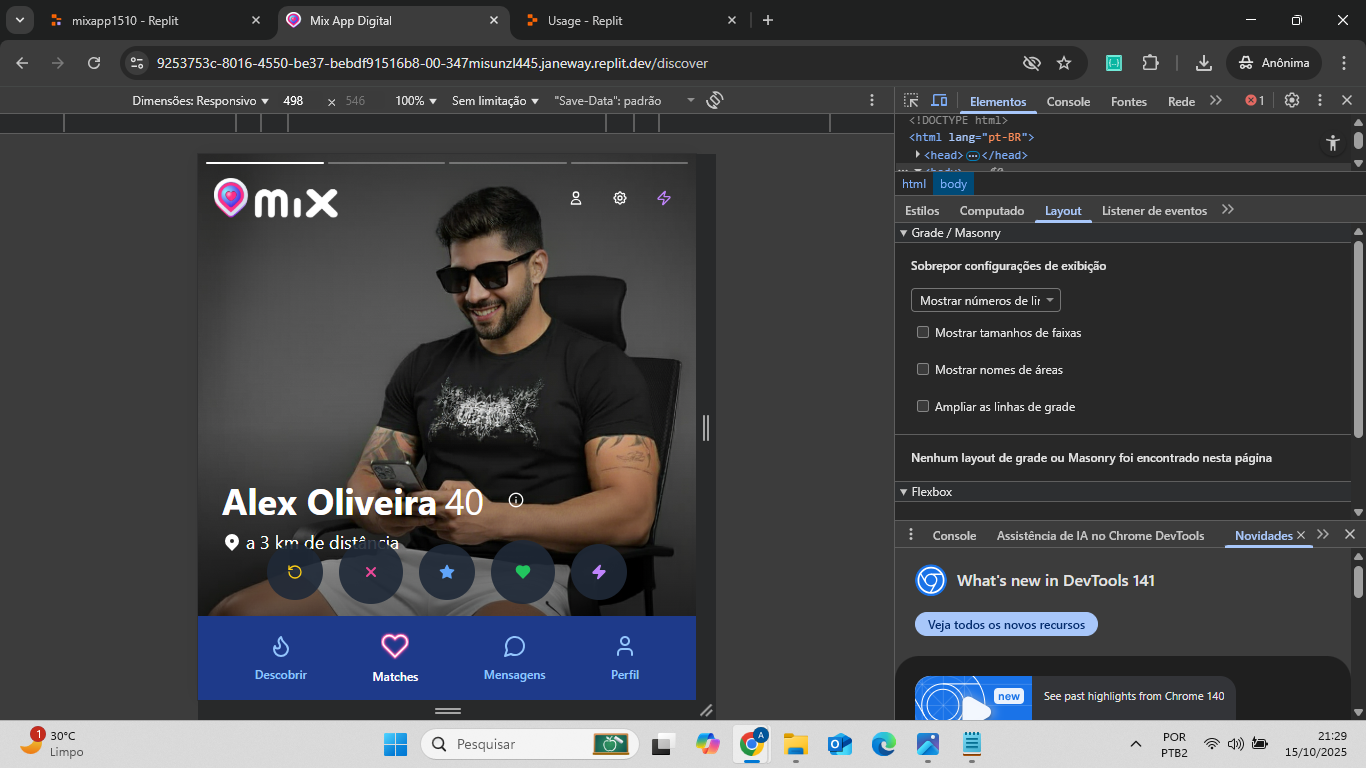 mixapp1510 - Replit
Mix App Digital
Usage - Replit
9253753c-8016-4550-be37-bebdf91516b8-00-347misunzl445.janeway.replit.dev/discover
Anônima
Dimensões: Responsivo 498 × 546 100% Sem limitação "Save-Data": padrão
Elementos Console Fontes Rede 1
<!DOCTYPE html>
<html lang="pt-BR">
<head> </head>
html body
Estilos Computado Layout Listener de eventos
Grade / Masonry
Sobrepor configurações de exibição
Mostrar números de lir
Mostrar tamanhos de faixas
Mostrar nomes de áreas
Ampliar as linhas de grade
Nenhum layout de grade ou Masonry foi encontrado nesta página
Flexbox
Console Assistência de IA no Chrome DevTools Novidades
What's new in DevTools 141
Veja todos os novos recursos
new
See past highlights from Chrome 140
mix
Alex Oliveira 40
a 3 km de distância
Descobrir
Matches
Mensagens
Perfil
1
30°C
Limpo
Pesquisar
A
POR
PTB2
21:29
15/10/2025